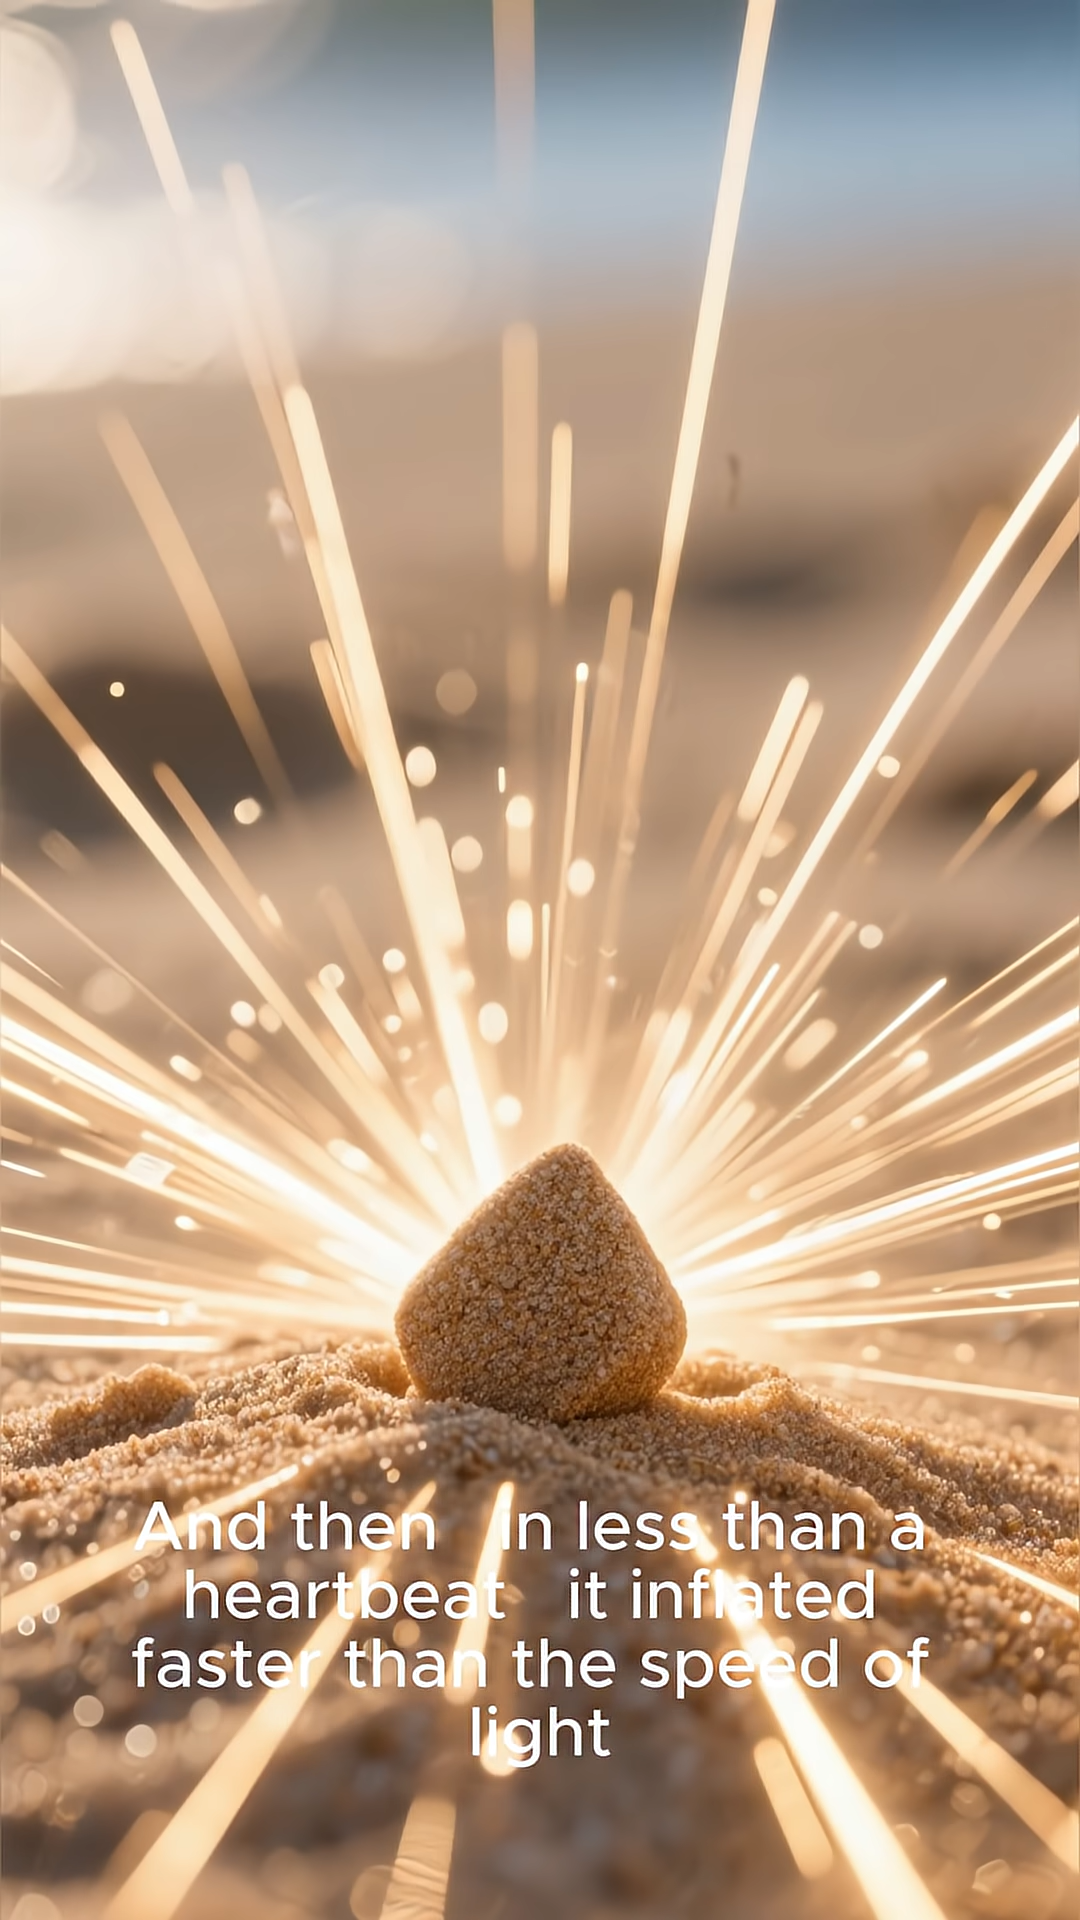 And then   in less than a
heartbeat   it inflated
faster than the speed of
light